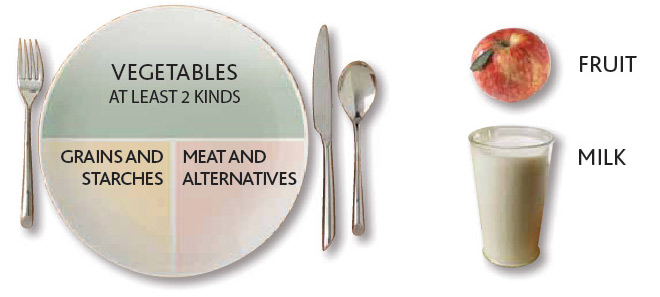 VEGETABLES
AT LEAST 2 KINDS
GRAINS AND
STARCHES
MEAT AND
ALTERNATIVES
FRUIT
MILK